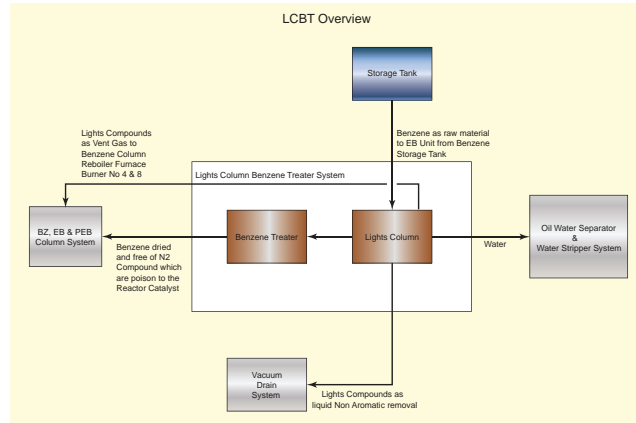 LCBT Overview
Storage Tank
Benzene as raw material
to EB Unit from Benzene
Storage Tank
Lights Compounds
as Vent Gas to
Benzene Column
Reboiler Furnace
Burner No 4 & 8
Lights Column Benzene Treater System
BZ, EB & PEB
Column System
Benzene Treater
Lights Column
Water
Oil Water Separator
&
Water Stripper System
Benzene dried
and free of N2
Compound which
are poison to the
Reactor Catalyst
Vacuum
Drain
System
Lights Compounds as
liquid Non Aromatic removal